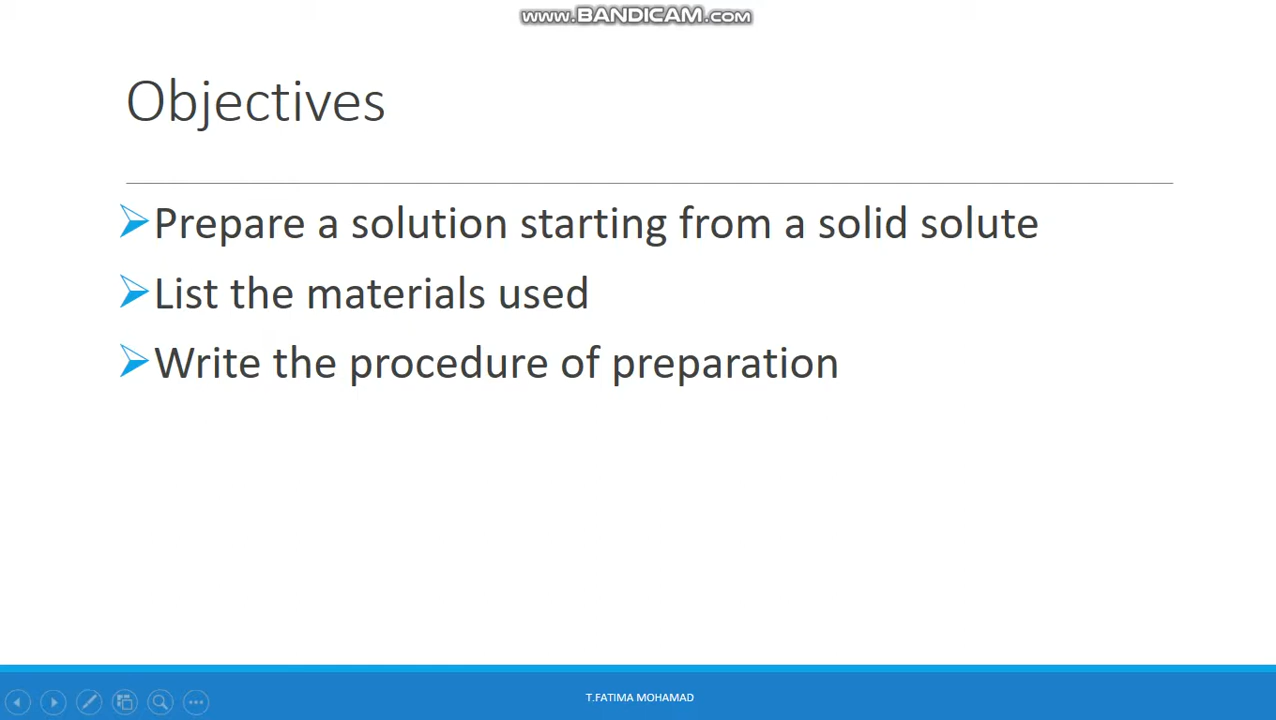 www.BANDICAM.com
Objectives
Prepare a solution starting from a solid solute
List the materials used
Write the procedure of preparation
T.FATIMA MOHAMAD